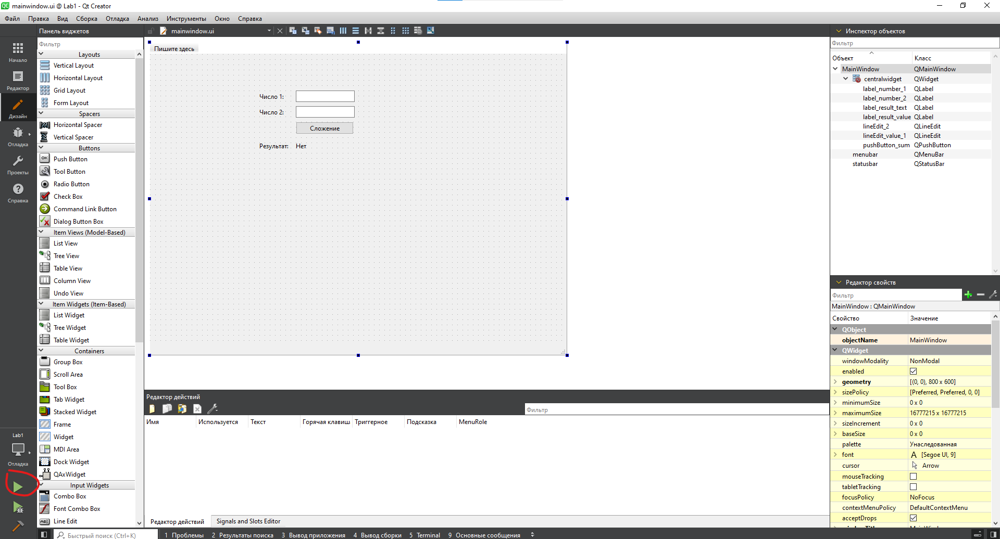 mainwindow.ui @ Lab1 - Qt Creator
Файл Правка Вид Сборка Отладка Анализ Инструменты Окно Справка
Панель виджетов
mainwindow.ui
Начало
Редактор
Дизайн
Отладка
Проекты
Справка
Lab1
Отладка
Фильтр
Layouts
Vertical Layout
Horizontal Layout
Grid Layout
Form Layout
Spacers
Horizontal Spacer
Vertical Spacer
Buttons
Push Button
Tool Button
Radio Button
Check Box
Command Link Button
Dialog Button Box
Item Views (Model-Based)
List View
Tree View
Table View
Column View
Undo View
Item Widgets (Item-Based)
List Widget
Tree Widget
Table Widget
Containers
Group Box
Scroll Area
Tool Box
Tab Widget
Stacked Widget
Frame
Widget
MDI Area
Dock Widget
QAxWidget
Input Widgets
Combo Box
Font Combo Box
Line Edit
Пишите здесь
Число 1:
Число 2:
Сложение
Результат: Нет
Редактор действий
Фильтр
Имя Используется Текст Горячая клавиш Триггерное Подсказка MenuRole
Редактор действий Signals and Slots Editor
Инспектор объектов
Фильтр
Объект Класс
MainWindow QMainWindow
centralwidget QWidget
label_number_1 QLabel
label_number_2 QLabel
label_result_text QLabel
label_result_value QLabel
lineEdit_2 QLineEdit
lineEdit_value_1 QLineEdit
pushButton_sum QPushButton
menubar QMenuBar
statusbar QStatusBar
Редактор свойств
Фильтр
MainWindow : QMainWindow
Свойство Значение
QObject
objectName MainWindow
QWidget
windowModality NonModal
enabled
geometry [(0, 0), 800 x 600]
sizePolicy [Preferred, Preferred, 0, 0]
minimumSize 0 x 0
maximumSize 16777215 x 16777215
sizeIncrement 0 x 0
baseSize 0 x 0
palette Унаследованная
font A [Segoe UI, 9]
cursor Arrow
mouseTracking
tabletTracking
focusPolicy NoFocus
contextMenuPolicy DefaultContextMenu
acceptDrops
Быстрый поиск (Ctrl+K) 1 Проблемы 2 Результаты поиска 3 Вывод приложения 4 Вывод сборки 5 Terminal 9 Основные сообщения